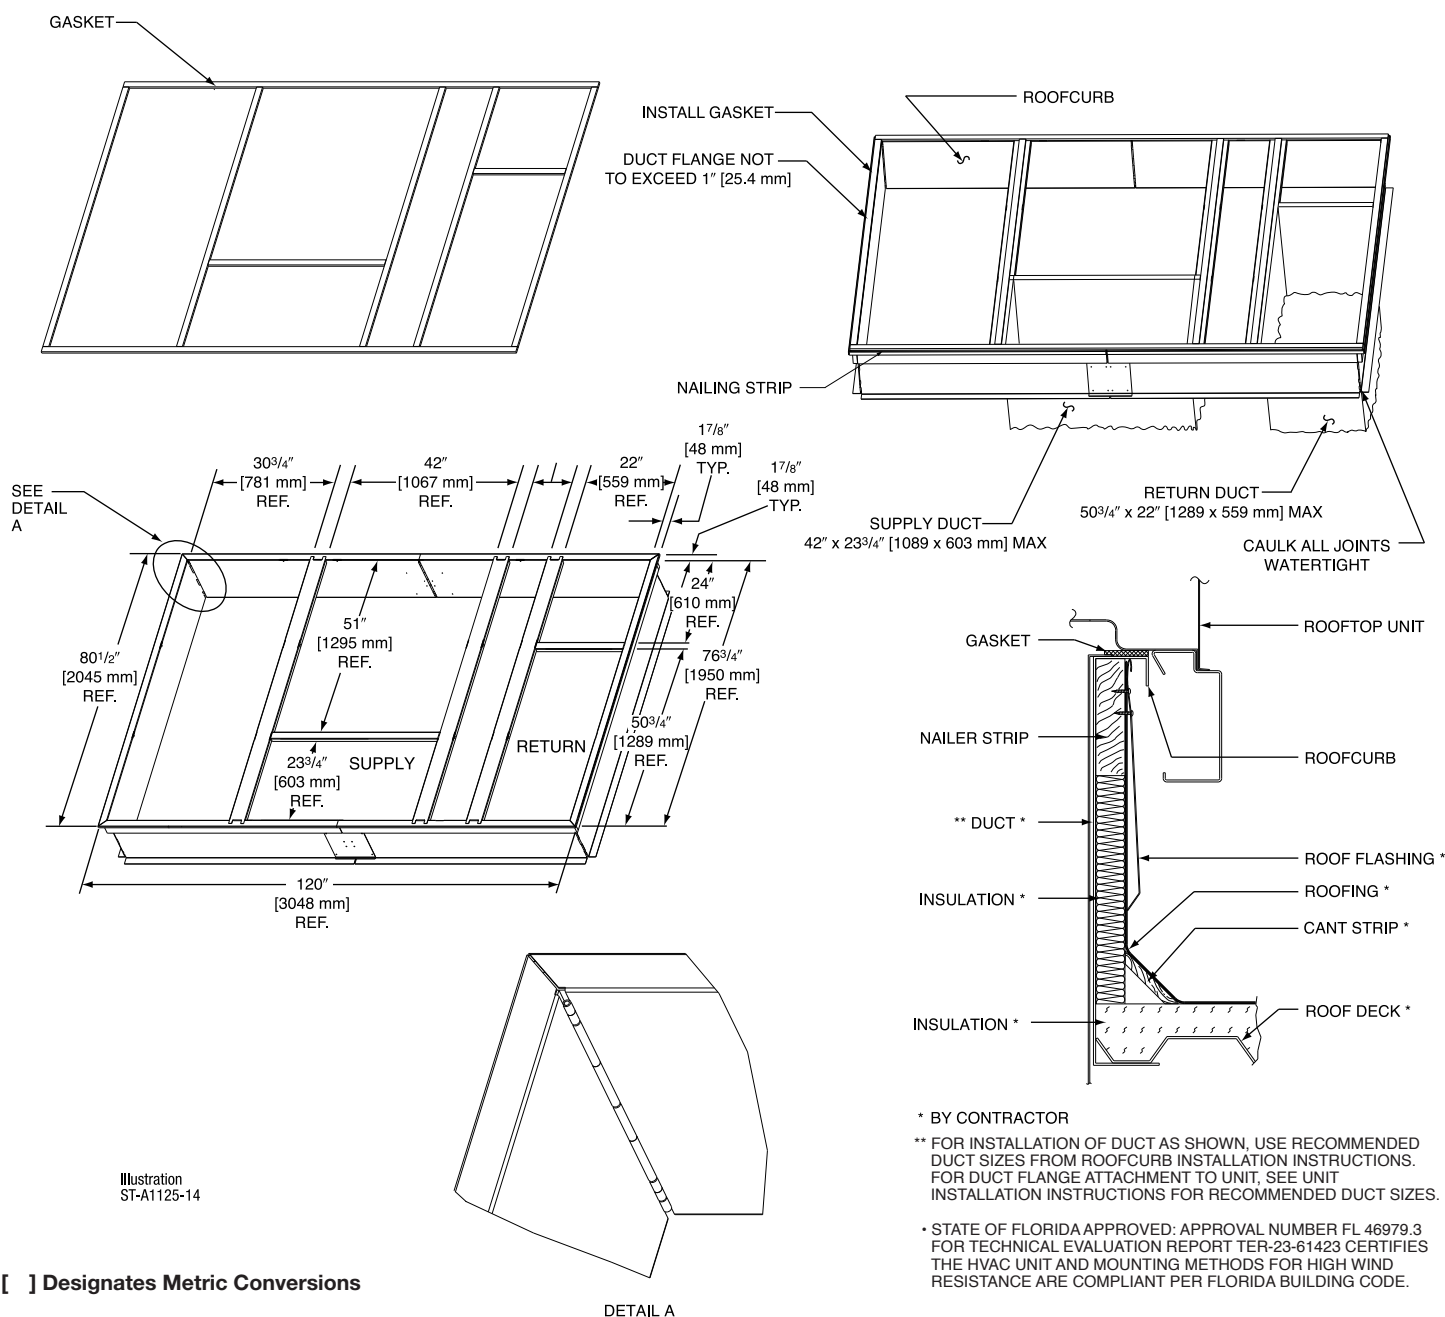 GASKET
INSTALL GASKET
DUCT FLANGE NOT
TO EXCEED 1″ [25.4 mm]
ROOFCURB
NAILING STRIP
SUPPLY DUCT
42″ x 233/4″ [1089 x 603 mm] MAX
RETURN DUCT
503/4″ x 22″ [1289 x 559 mm] MAX
CAULK ALL JOINTS
WATERTIGHT
SEE
DETAIL
A
303/4″
[781 mm]
REF.
42″
[1067 mm]
REF.
22″
[559 mm]
REF.
17/8″
[48 mm]
TYP.
17/8″
[48 mm]
TYP.
801/2″
[2045 mm]
REF.
51″
[1295 mm]
REF.
24″
[610 mm]
REF.
763/4″
[1950 mm]
REF.
503/4″
[1289 mm]
REF.
233/4″
[603 mm]
REF.
SUPPLY
RETURN
120″
[3048 mm]
REF.
GASKET
ROOFTOP UNIT
NAILER STRIP
ROOFCURB
** DUCT *
ROOF FLASHING *
INSULATION *
ROOFING *
CANT STRIP *
INSULATION *
ROOF DECK *
* BY CONTRACTOR
** FOR INSTALLATION OF DUCT AS SHOWN, USE RECOMMENDED
DUCT SIZES FROM ROOFCURB INSTALLATION INSTRUCTIONS.
FOR DUCT FLANGE ATTACHMENT TO UNIT, SEE UNIT
INSTALLATION INSTRUCTIONS FOR RECOMMENDED DUCT SIZES.
• STATE OF FLORIDA APPROVED: APPROVAL NUMBER FL 46979.3
FOR TECHNICAL EVALUATION REPORT TER-23-61423 CERTIFIES
THE HVAC UNIT AND MOUNTING METHODS FOR HIGH WIND
RESISTANCE ARE COMPLIANT PER FLORIDA BUILDING CODE.
Illustration
ST-A1125-14
[ ] Designates Metric Conversions
DETAIL A